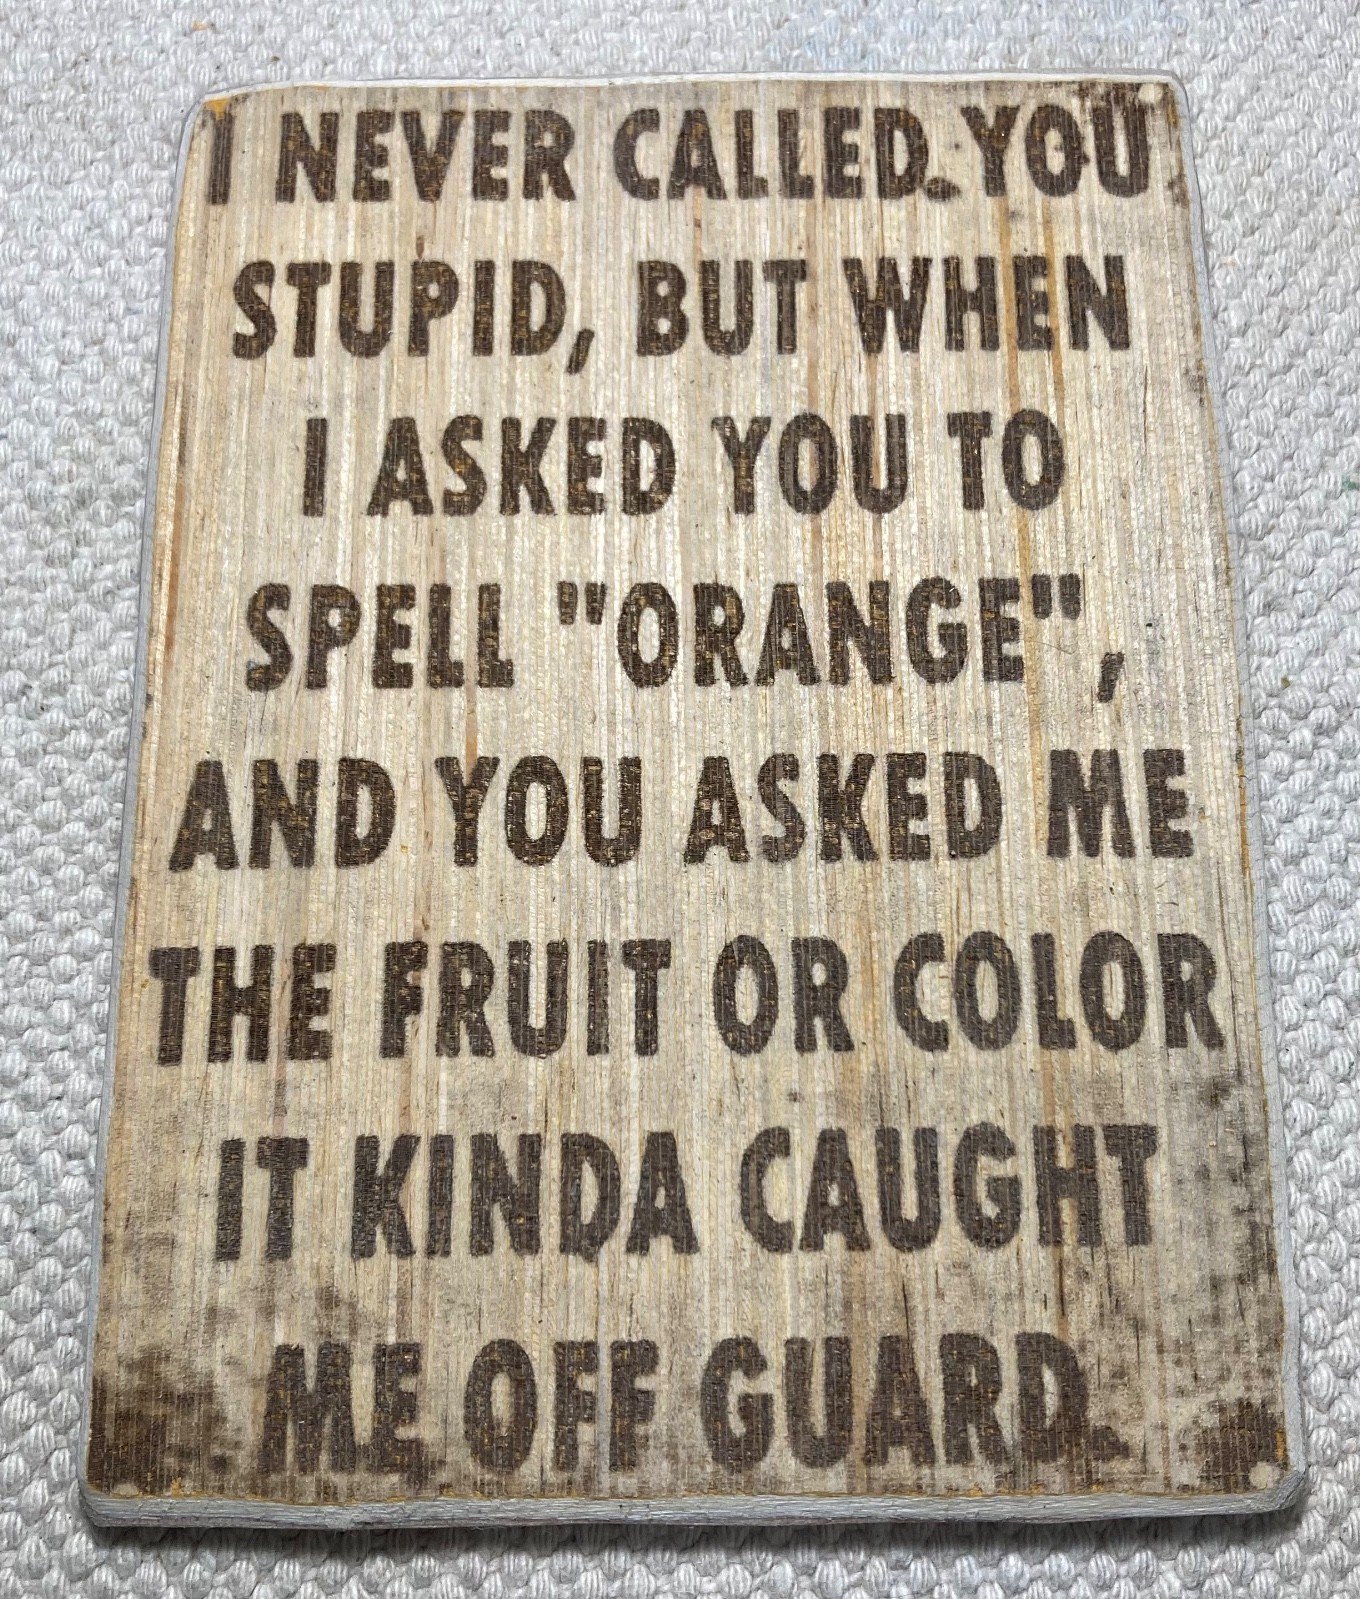 I NEVER CALLED YOU
STUPID, BUT WHEN
I ASKED YOU TO
SPELL "ORANGE",
AND YOU ASKED ME
THE FRUIT OR COLOR
IT KINDA CAUGHT
ME OFF GUARD